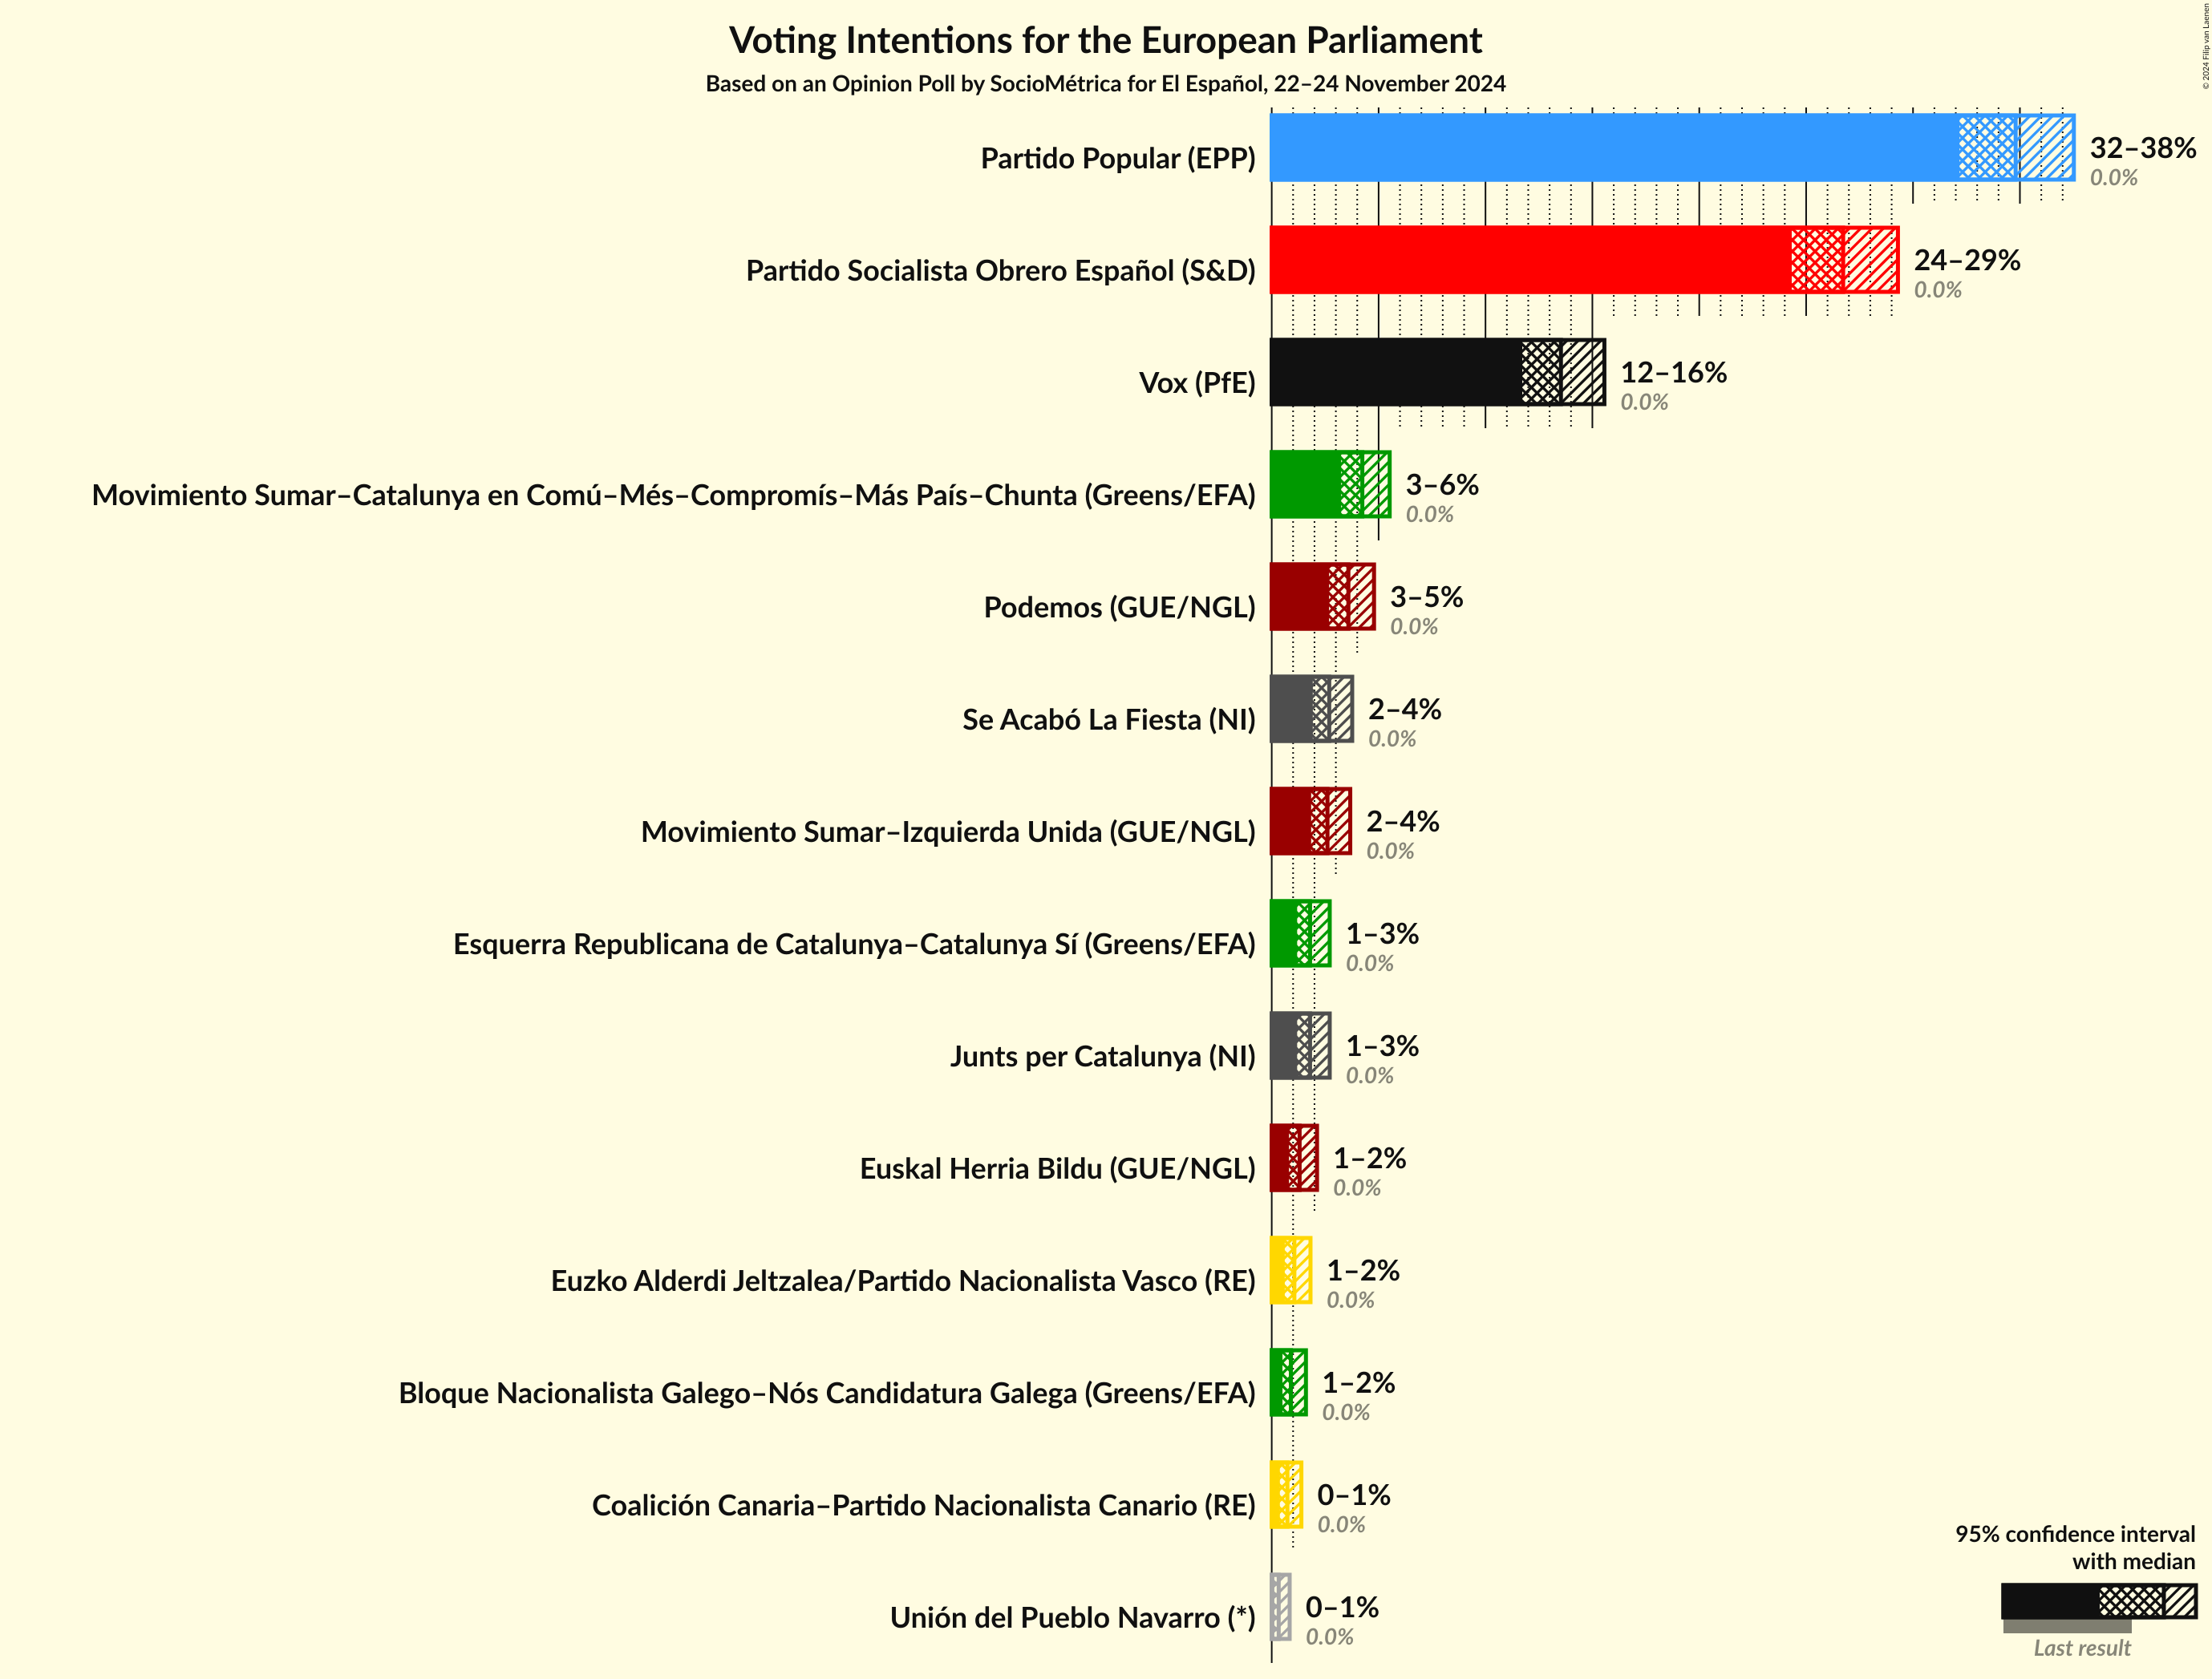 Voting Intentions for the European Parliament
Based on an Opinion Poll by SocioMétrica for El Español, 22–24 November 2024
© 2024 Filip van Laenen
Partido Popular (EPP)
32–38%
0.0%
Partido Socialista Obrero Español (S&D)
24–29%
0.0%
Vox (PfE)
12–16%
0.0%
Movimiento Sumar–Catalunya en Comú–Més–Compromís–Más País–Chunta (Greens/EFA)
3–6%
0.0%
Podemos (GUE/NGL)
3–5%
0.0%
Se Acabó La Fiesta (NI)
2–4%
0.0%
Movimiento Sumar–Izquierda Unida (GUE/NGL)
2–4%
0.0%
Esquerra Republicana de Catalunya–Catalunya Sí (Greens/EFA)
1–3%
0.0%
Junts per Catalunya (NI)
1–3%
0.0%
Euskal Herria Bildu (GUE/NGL)
1–2%
0.0%
Euzko Alderdi Jeltzalea/Partido Nacionalista Vasco (RE)
1–2%
0.0%
Bloque Nacionalista Galego–Nós Candidatura Galega (Greens/EFA)
1–2%
0.0%
Coalición Canaria–Partido Nacionalista Canario (RE)
0–1%
0.0%
Unión del Pueblo Navarro (*)
0–1%
0.0%
95% confidence interval
with median
Last result